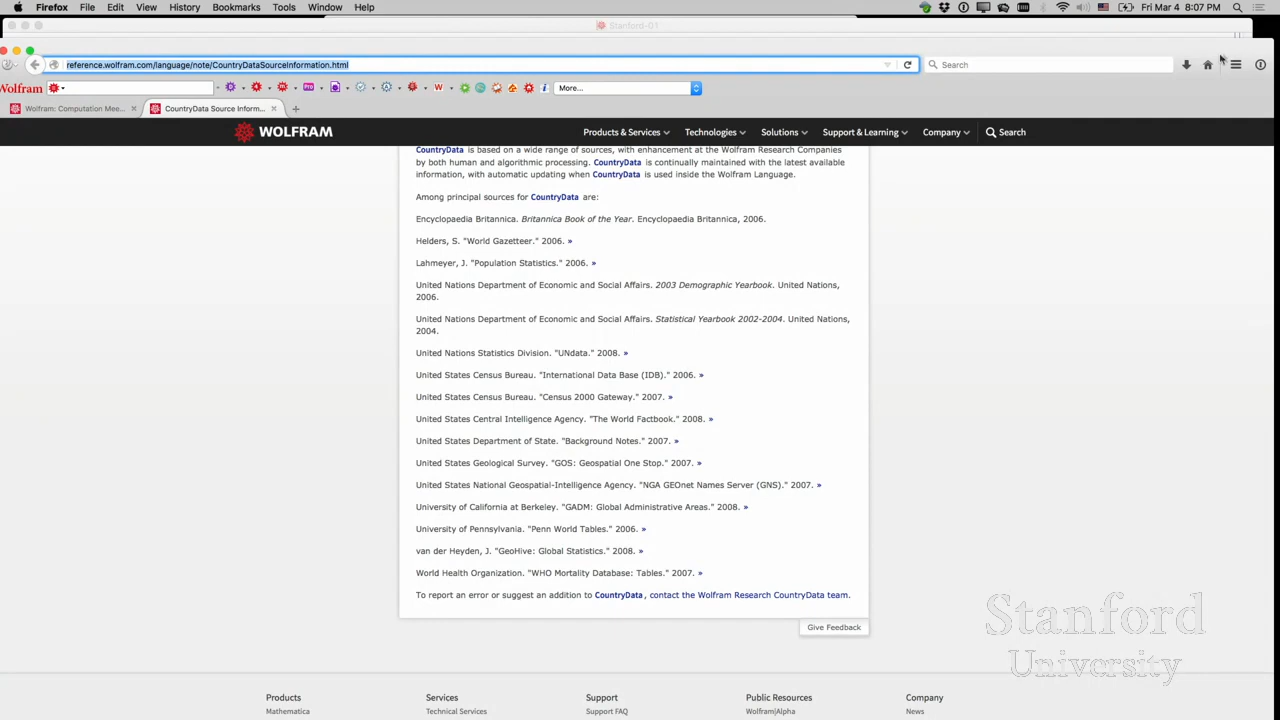 Firefox File Edit View History Bookmarks Tools Window Help Fri Mar 4 8:07 PM
Stanford-01
reference.wolfram.com/language/note/CountryDataSourceInformation.html Search
Wolfram Pro W More...
Wolfram: Computation Mee... CountryData Source Inform...
WOLFRAM Products & Services Technologies Solutions Support & Learning Company Search
CountryData is based on a wide range of sources, with enhancement at the Wolfram Research Companies
by both human and algorithmic processing. CountryData is continually maintained with the latest available
information, with automatic updating when CountryData is used inside the Wolfram Language.
Among principal sources for CountryData are:
Encyclopaedia Britannica. Britannica Book of the Year. Encyclopaedia Britannica, 2006.
Helders, S. "World Gazetteer." 2006. »
Lahmeyer, J. "Population Statistics." 2006. »
United Nations Department of Economic and Social Affairs. 2003 Demographic Yearbook. United Nations,
2006.
United Nations Department of Economic and Social Affairs. Statistical Yearbook 2002-2004. United Nations,
2004.
United Nations Statistics Division. "UNdata." 2008. »
United States Census Bureau. "International Data Base (IDB)." 2006. »
United States Census Bureau. "Census 2000 Gateway." 2007. »
United States Central Intelligence Agency. "The World Factbook." 2008. »
United States Department of State. "Background Notes." 2007. »
United States Geological Survey. "GOS: Geospatial One Stop." 2007. »
United States National Geospatial-Intelligence Agency. "NGA GEOnet Names Server (GNS)." 2007. »
University of California at Berkeley. "GADM: Global Administrative Areas." 2008. »
University of Pennsylvania. "Penn World Tables." 2006. »
van der Heyden, J. "GeoHive: Global Statistics." 2008. »
World Health Organization. "WHO Mortality Database: Tables." 2007. »
To report an error or suggest an addition to CountryData, contact the Wolfram Research CountryData team.
Give Feedback
Stanford
University
Products Services Support Public Resources Company
Mathematica Technical Services Support FAQ Wolfram|Alpha News